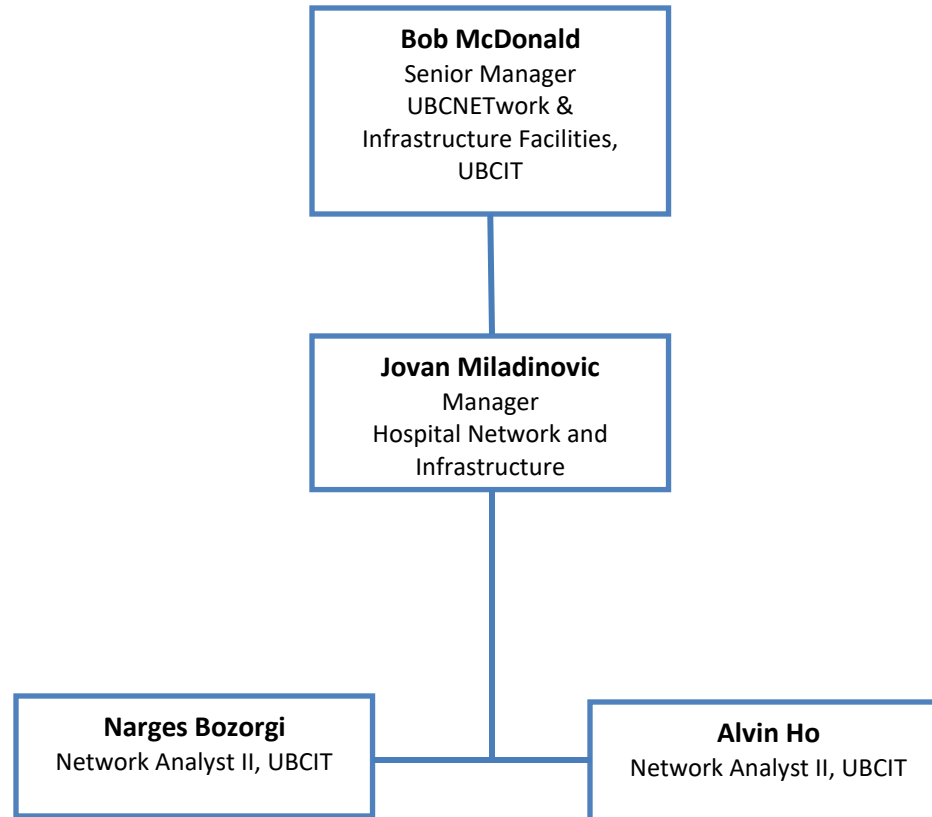 Bob McDonald
Senior Manager
UBCNETwork &
Infrastructure Facilities,
UBCIT
Jovan Miladinovic
Manager
Hospital Network and
Infrastructure
Narges Bozorgi
Network Analyst II, UBCIT
Alvin Ho
Network Analyst II, UBCIT